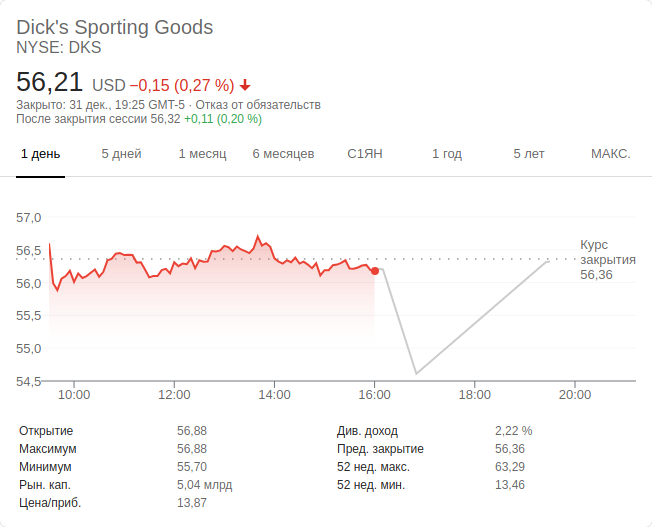 Dick's Sporting Goods
NYSE: DKS
56,21 USD −0,15 (0,27 %)
Закрыто: 31 дек., 19:25 GMT-5 · Отказ от обязательств
После закрытия сессии 56,32 +0,11 (0,20 %)
1 день 5 дней 1 месяц 6 месяцев С1ЯН 1 год 5 лет МАКС.
57,0
56,5
56,0
55,5
55,0
54,5
Курс
закрытия
56,36
10:00 12:00 14:00 16:00 18:00 20:00
Открытие 56,88
Максимум 56,88
Минимум 55,70
Рын. кап. 5,04 млрд
Цена/приб. 13,87
Див. доход 2,22 %
Пред. закрытие 56,36
52 нед. макс. 63,29
52 нед. мин. 13,46